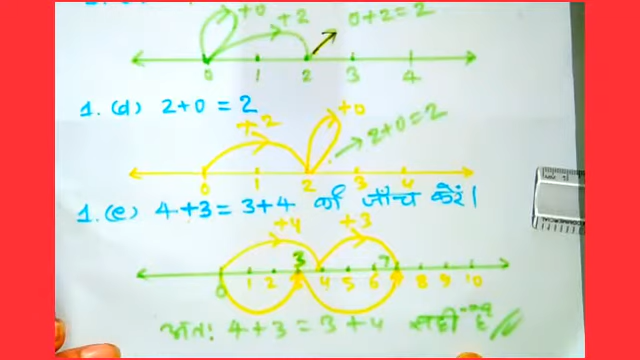 +0 +2 0+2=2
0 1 2 3 4
1. (d) 2+0=2
+2 +0 2+0=2
0 1 2 3 4
1. (e) 4+3=3+4 की जाँच करें।
+4 +3
0 1 2 3 4 5 6 7 8 9 10
अतः 4+3=3+4 सही है